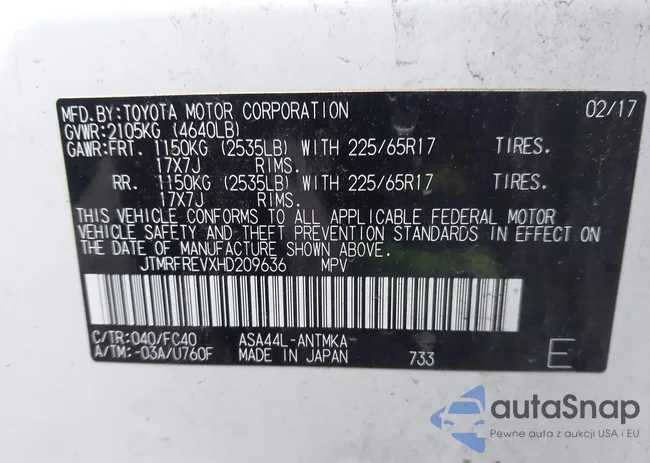 MFD.BY:TOYOTA MOTOR CORPORATION 02/17
GVWR:2105KG (4640LB)
GAWR:FRT. 1150KG (2535LB) WITH 225/65R17 TIRES.
17X7J RIMS.
RR. 1150KG (2535LB) WITH 225/65R17 TIRES.
17X7J RIMS.
THIS VEHICLE CONFORMS TO ALL APPLICABLE FEDERAL MOTOR
VEHICLE SAFETY AND THEFT PREVENTION STANDARDS IN EFFECT ON
THE DATE OF MANUFACTURE SHOWN ABOVE.
JTMRFREVXHD209636 MPV
C/TR:040/FC40 ASA44L-ANTMKA
A/TM:-03A/U760F MADE IN JAPAN 733 E
autaSnap
Pewne auta z aukcji USA i EU